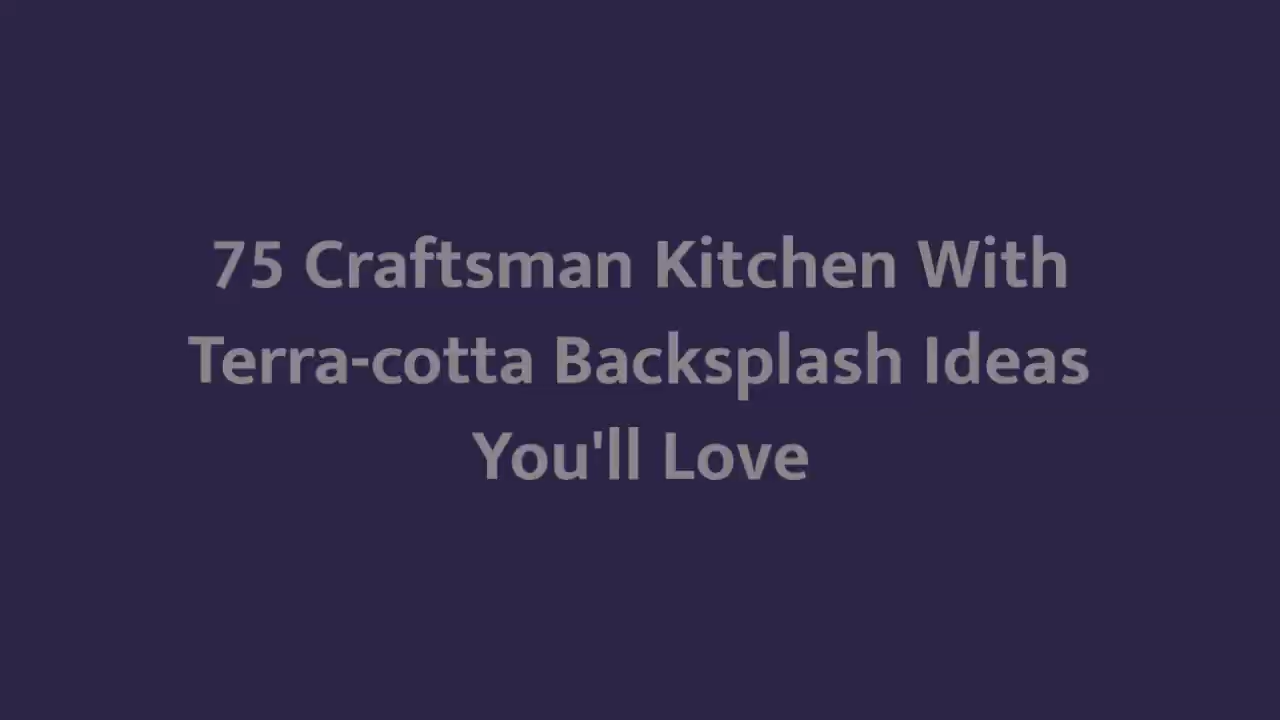 75 Craftsman Kitchen With
Terra-cotta Backsplash Ideas
You'll Love